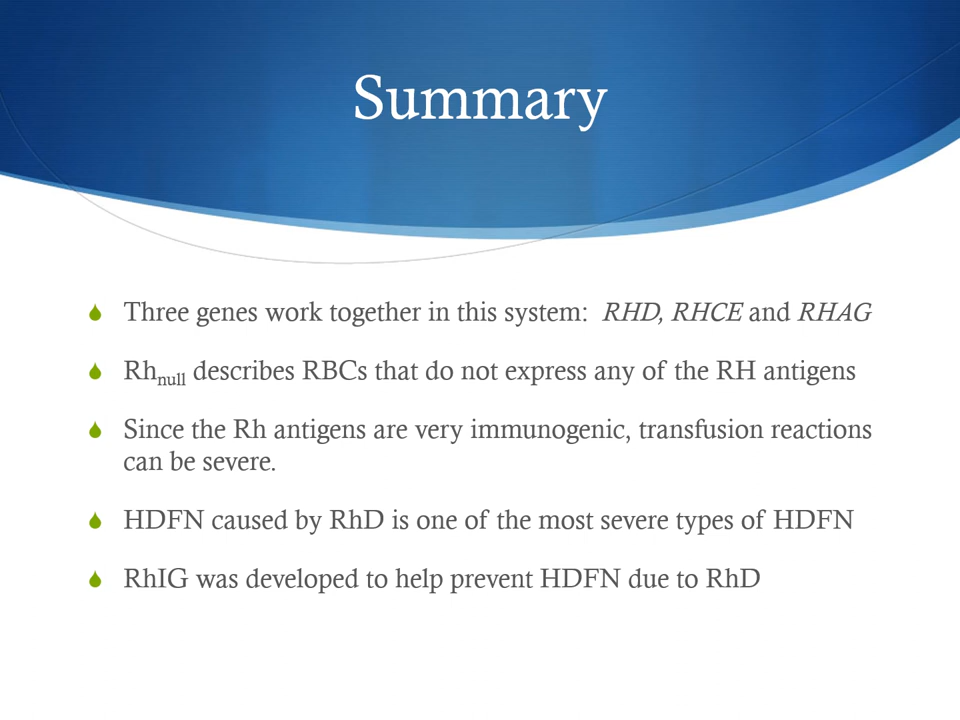 Summary
Three genes work together in this system: RHD, RHCE and RHAG
Rhnull describes RBCs that do not express any of the RH antigens
Since the Rh antigens are very immunogenic, transfusion reactions
can be severe.
HDFN caused by RhD is one of the most severe types of HDFN
RhIG was developed to help prevent HDFN due to RhD